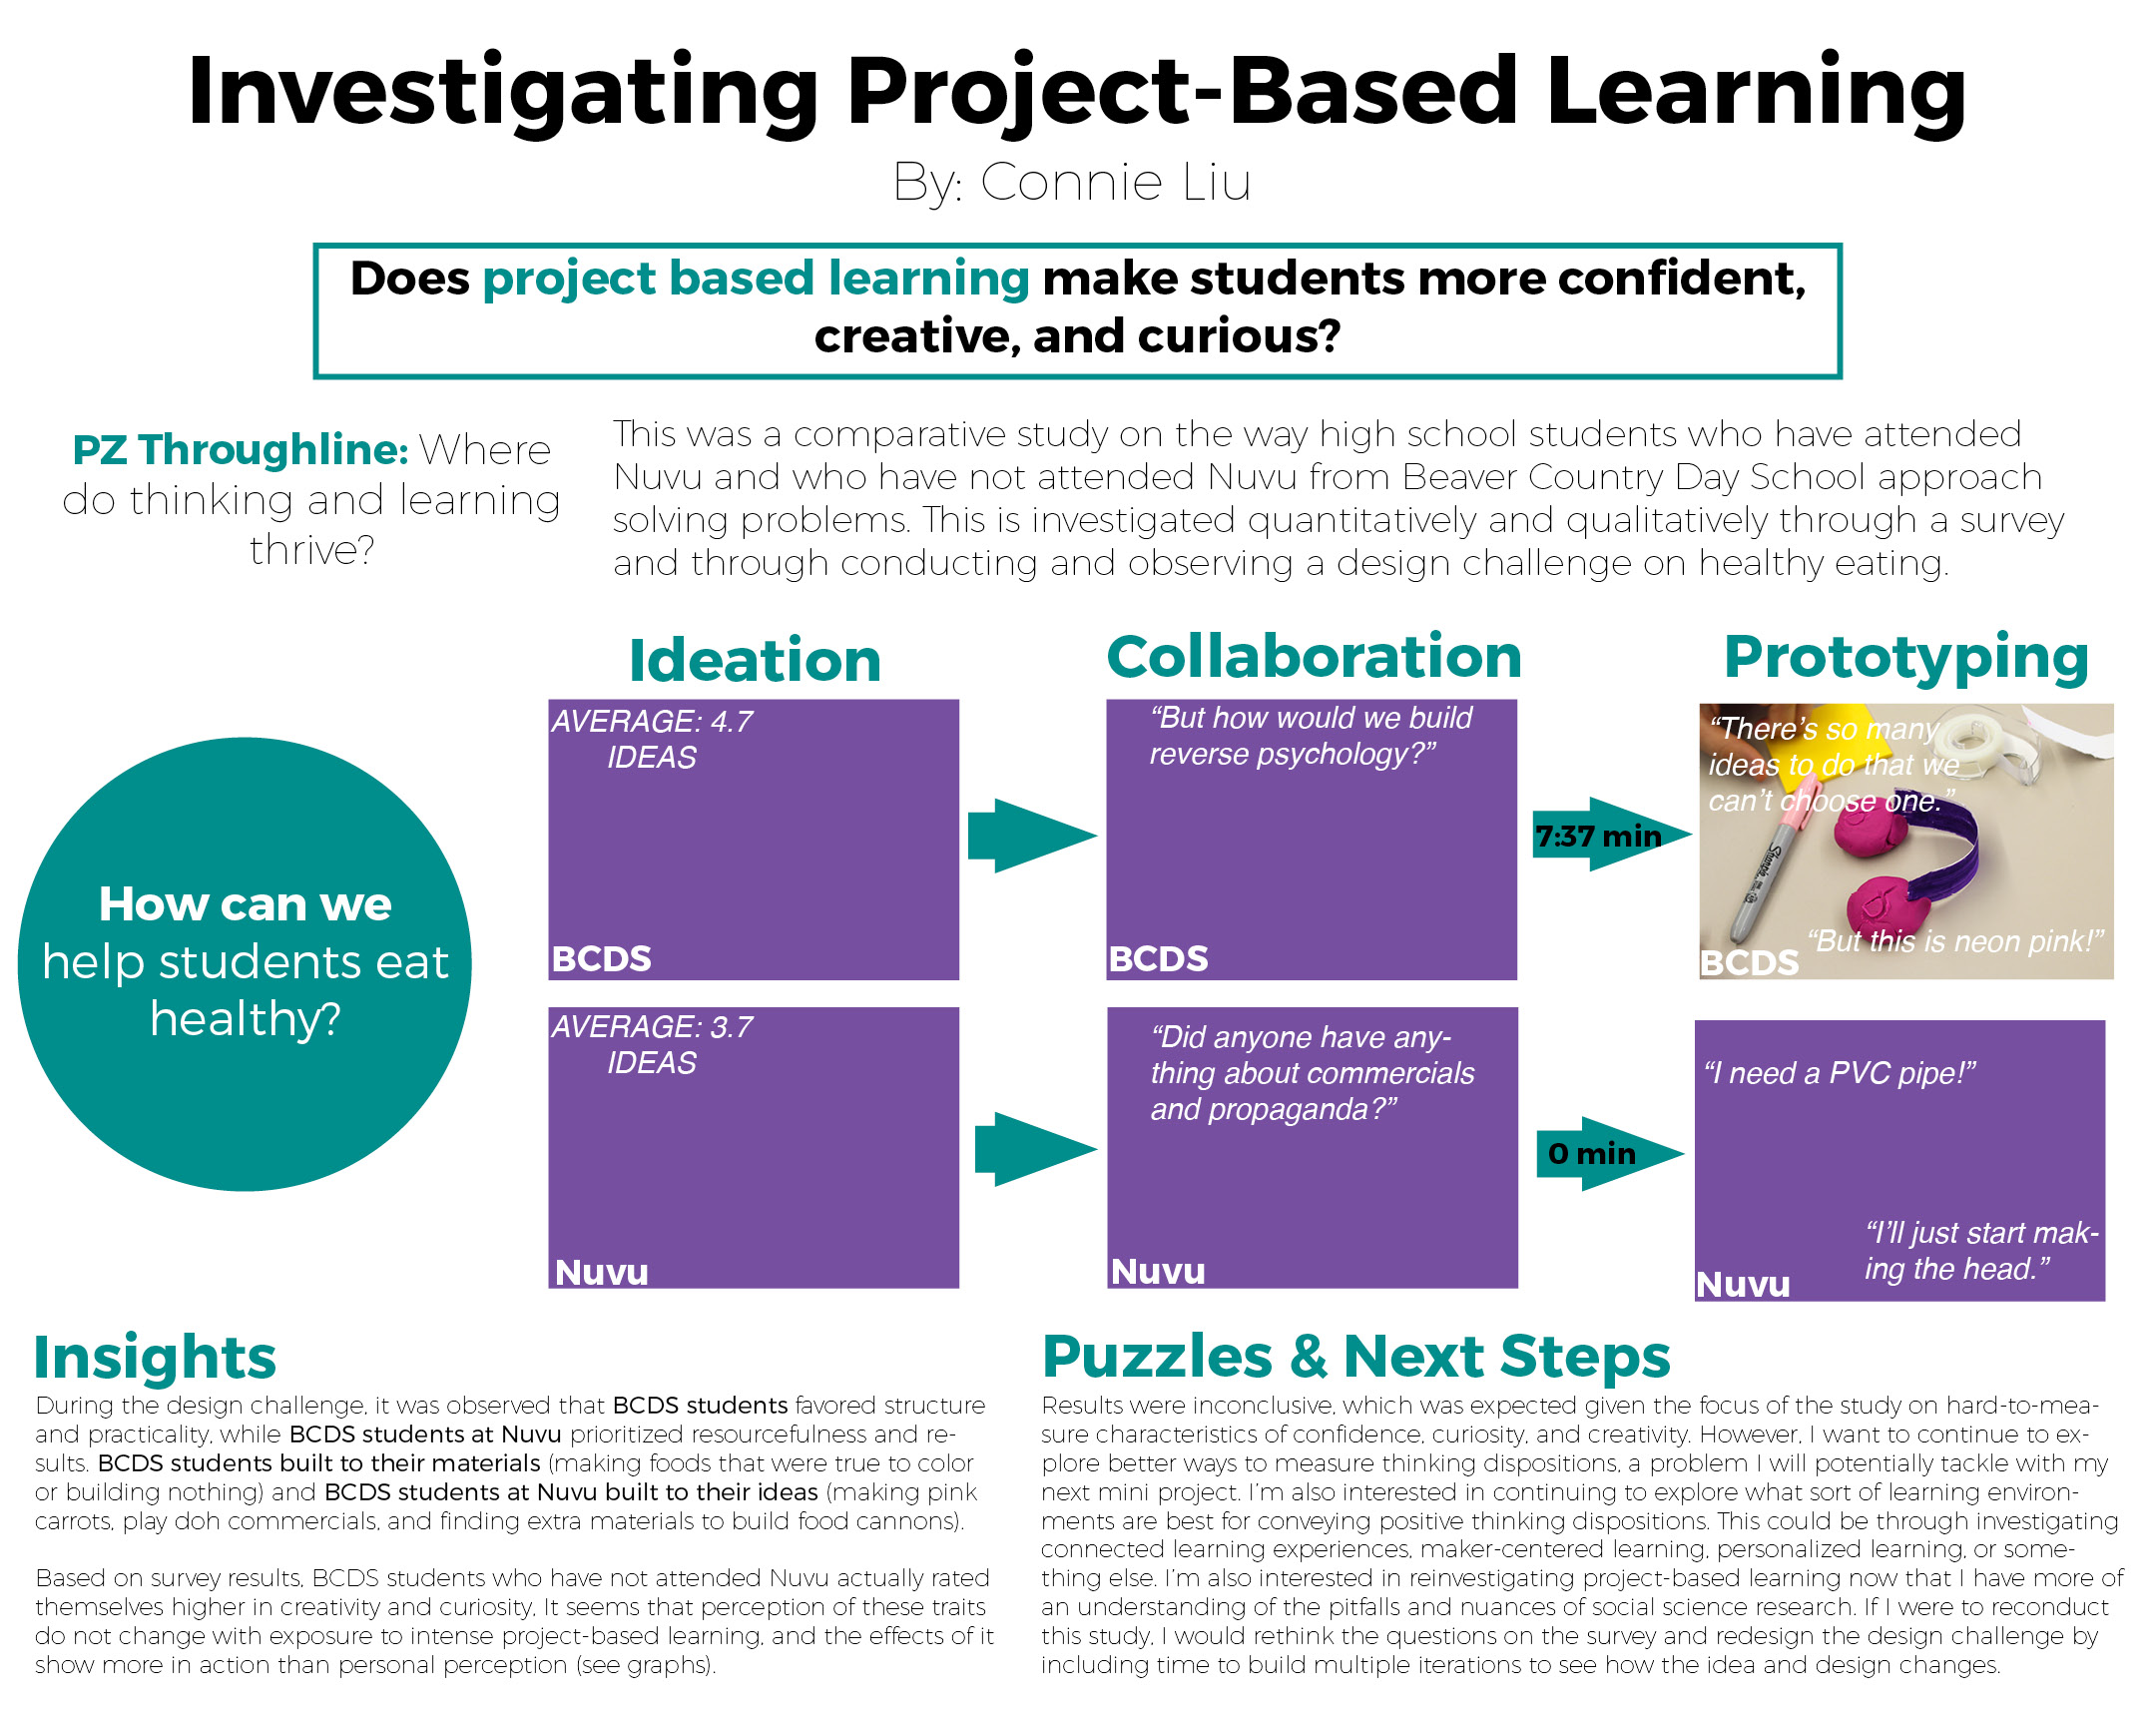 Investigating Project-Based Learning
By: Connie Liu
Does project based learning make students more confident,
creative, and curious?
PZ Throughline: Where
do thinking and learning
thrive?
This was a comparative study on the way high school students who have attended
Nuvu and who have not attended Nuvu from Beaver Country Day School approach
solving problems. This is investigated quantitatively and qualitatively through a survey
and through conducting and observing a design challenge on healthy eating.
Ideation
Collaboration
Prototyping
How can we
help students eat
healthy?
AVERAGE: 4.7
IDEAS
BCDS
“But how would we build
reverse psychology?”
BCDS
7:37 min
“There’s so many
ideas to do that we
can’t choose one.”
Sharpie
“But this is neon pink!”
BCDS
AVERAGE: 3.7
IDEAS
Nuvu
“Did anyone have any-
thing about commercials
and propaganda?”
Nuvu
0 min
“I need a PVC pipe!”
“I’ll just start mak-
ing the head.”
Nuvu
Insights
During the design challenge, it was observed that BCDS students favored structure
and practicality, while BCDS students at Nuvu prioritized resourcefulness and re-
sults. BCDS students built to their materials (making foods that were true to color
or building nothing) and BCDS students at Nuvu built to their ideas (making pink
carrots, play doh commercials, and finding extra materials to build food cannons).
Based on survey results, BCDS students who have not attended Nuvu actually rated
themselves higher in creativity and curiosity, It seems that perception of these traits
do not change with exposure to intense project-based learning, and the effects of it
show more in action than personal perception (see graphs).
Puzzles & Next Steps
Results were inconclusive, which was expected given the focus of the study on hard-to-mea-
sure characteristics of confidence, curiosity, and creativity. However, I want to continue to ex-
plore better ways to measure thinking dispositions, a problem I will potentially tackle with my
next mini project. I’m also interested in continuing to explore what sort of learning environ-
ments are best for conveying positive thinking dispositions. This could be through investigating
connected learning experiences, maker-centered learning, personalized learning, or some-
thing else. I’m also interested in reinvestigating project-based learning now that I have more of
an understanding of the pitfalls and nuances of social science research. If I were to reconduct
this study, I would rethink the questions on the survey and redesign the design challenge by
including time to build multiple iterations to see how the idea and design changes.